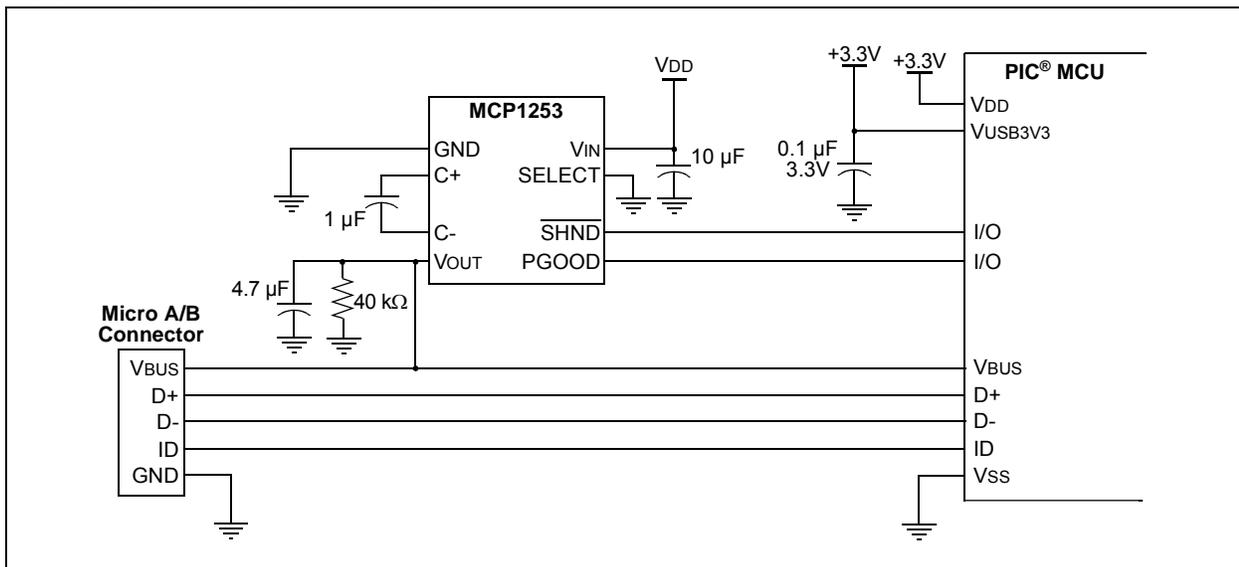 +3.3V
+3.3V
VDD
PIC® MCU
MCP1253
VDD
VUSB3V3
GND
VIN
10 µF
0.1 µF
3.3V
C+
SELECT
1 µF
C-
SHND
I/O
VOUT
PGOOD
I/O
4.7 µF
40 kΩ
Micro A/B
Connector
VBUS
VBUS
D+
D+
D-
D-
ID
ID
GND
VSS